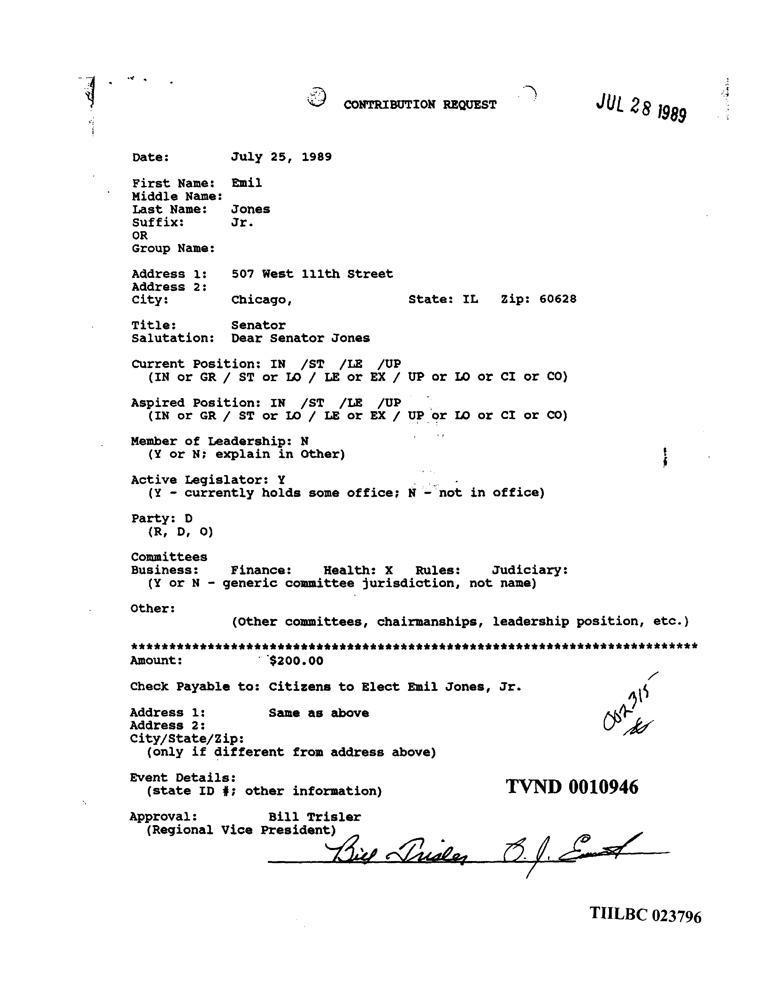 CONTRIBUTION REQUEST
JUL 28 1989
Date: July 25, 1989
First Name: Emil
Middle Name:
Last Name: Jones
Suffix: Jr.
OR
Group Name:
Address 1: 507 West 111th Street
Address 2:
City: Chicago, State: IL Zip: 60628
Title: Senator
Salutation: Dear Senator Jones
Current Position: IN /ST /LE /UP
(IN or GR / ST or LO / LE or EX / UP or LO or CI or CO)
Aspired Position: IN /ST /LE /UP
(IN or GR / ST or LO / LE or EX / UP or LO or CI or CO)
Member of Leadership: N
(Y or N; explain in Other)
Active Legislator: Y
(Y - currently holds some office; N - not in office)
Party: D
(R, D, O)
Committees
Business: Finance: Health: X Rules: Judiciary:
(Y or N - generic committee jurisdiction, not name)
Other:
(Other committees, chairmanships, leadership position, etc.)
**************************************************************************
Amount: $200.00
Check Payable to: Citizens to Elect Emil Jones, Jr.
Address 1: Same as above
002315
Address 2:
City/State/Zip:
(only if different from address above)
Event Details:
(state ID #; other information)
TVND 0010946
Approval: Bill Trisler
(Regional Vice President)
Bill Trisler B. J.
TIILBC 023796